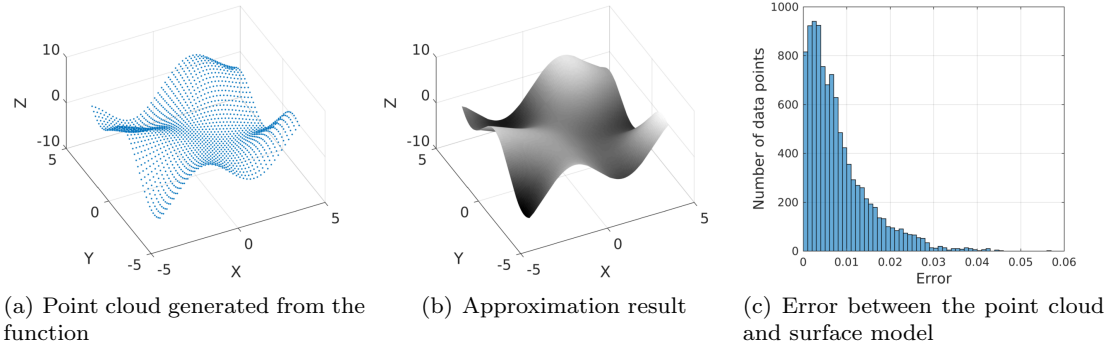 10
0
-10
5
0
-5
-5
0
5
Z
Y
X
10
0
-10
5
0
-5
-5
0
5
Z
Y
X
1000
800
600
400
200
0
0
0.01
0.02
0.03
0.04
0.05
0.06
Number of data points
Error
(a) Point cloud generated from the
function
(b) Approximation result
(c) Error between the point cloud
and surface model